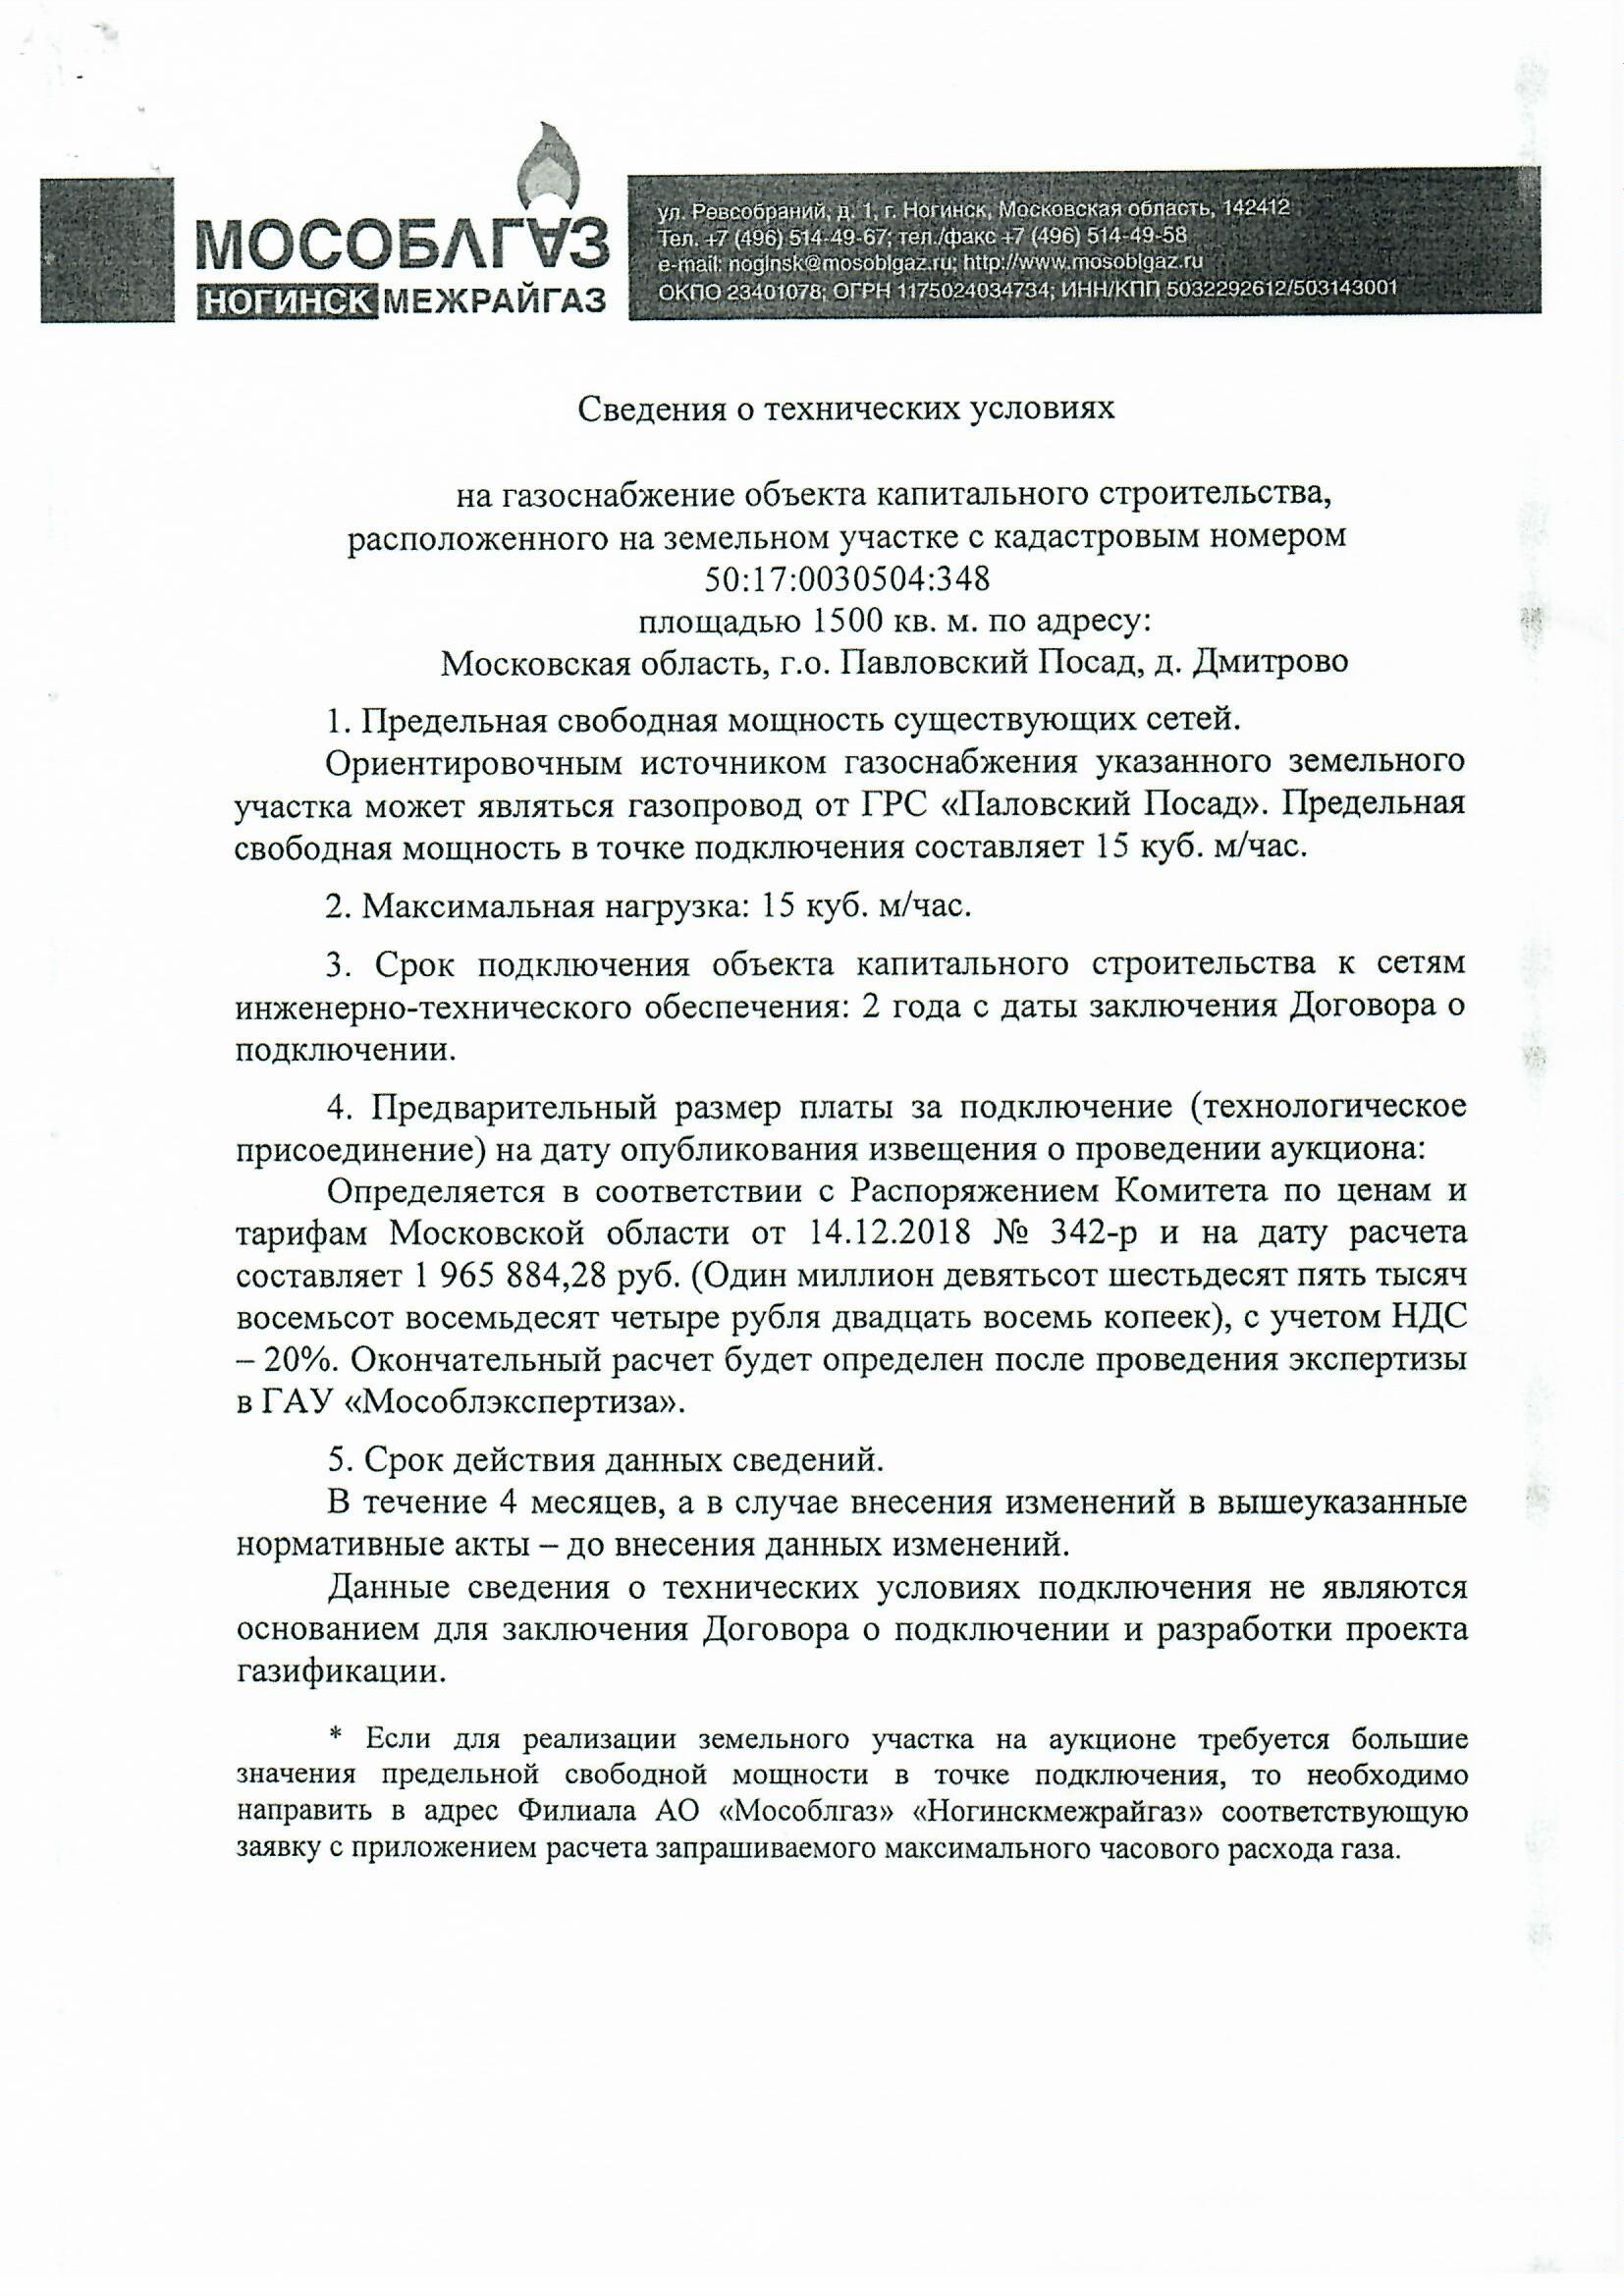 МОСОБЛГАЗ
НОГИНСК МЕЖРАЙГАЗ
ул. Ревсобраний, д. 1, г. Ногинск, Московская область, 142412
Тел. +7 (496) 514-49-67; тел./факс +7 (496) 514-49-58
e-mail: noginsk@mosoblgaz.ru; http://www.mosoblgaz.ru
ОКПО 23401078; ОГРН 1175024034734; ИНН/КПП 5032292612/503143001
Сведения о технических условиях
на газоснабжение объекта капитального строительства,
расположенного на земельном участке с кадастровым номером
50:17:0030504:348
площадью 1500 кв. м. по адресу:
Московская область, г.о. Павловский Посад, д. Дмитрово
1. Предельная свободная мощность существующих сетей.
Ориентировочным источником газоснабжения указанного земельного
участка может являться газопровод от ГРС «Паловский Посад». Предельная
свободная мощность в точке подключения составляет 15 куб. м/час.
2. Максимальная нагрузка: 15 куб. м/час.
3. Срок подключения объекта капитального строительства к сетям
инженерно-технического обеспечения: 2 года с даты заключения Договора о
подключении.
4. Предварительный размер платы за подключение (технологическое
присоединение) на дату опубликования извещения о проведении аукциона:
Определяется в соответствии с Распоряжением Комитета по ценам и
тарифам Московской области от 14.12.2018 № 342-р и на дату расчета
составляет 1 965 884,28 руб. (Один миллион девятьсот шестьдесят пять тысяч
восемьсот восемьдесят четыре рубля двадцать восемь копеек), с учетом НДС
– 20%. Окончательный расчет будет определен после проведения экспертизы
в ГАУ «Мособлэкспертиза».
5. Срок действия данных сведений.
В течение 4 месяцев, а в случае внесения изменений в вышеуказанные
нормативные акты – до внесения данных изменений.
Данные сведения о технических условиях подключения не являются
основанием для заключения Договора о подключении и разработки проекта
газификации.
* Если для реализации земельного участка на аукционе требуется большие
значения предельной свободной мощности в точке подключения, то необходимо
направить в адрес Филиала АО «Мособлгаз» «Ногинскмежрайгаз» соответствующую
заявку с приложением расчета запрашиваемого максимального часового расхода газа.